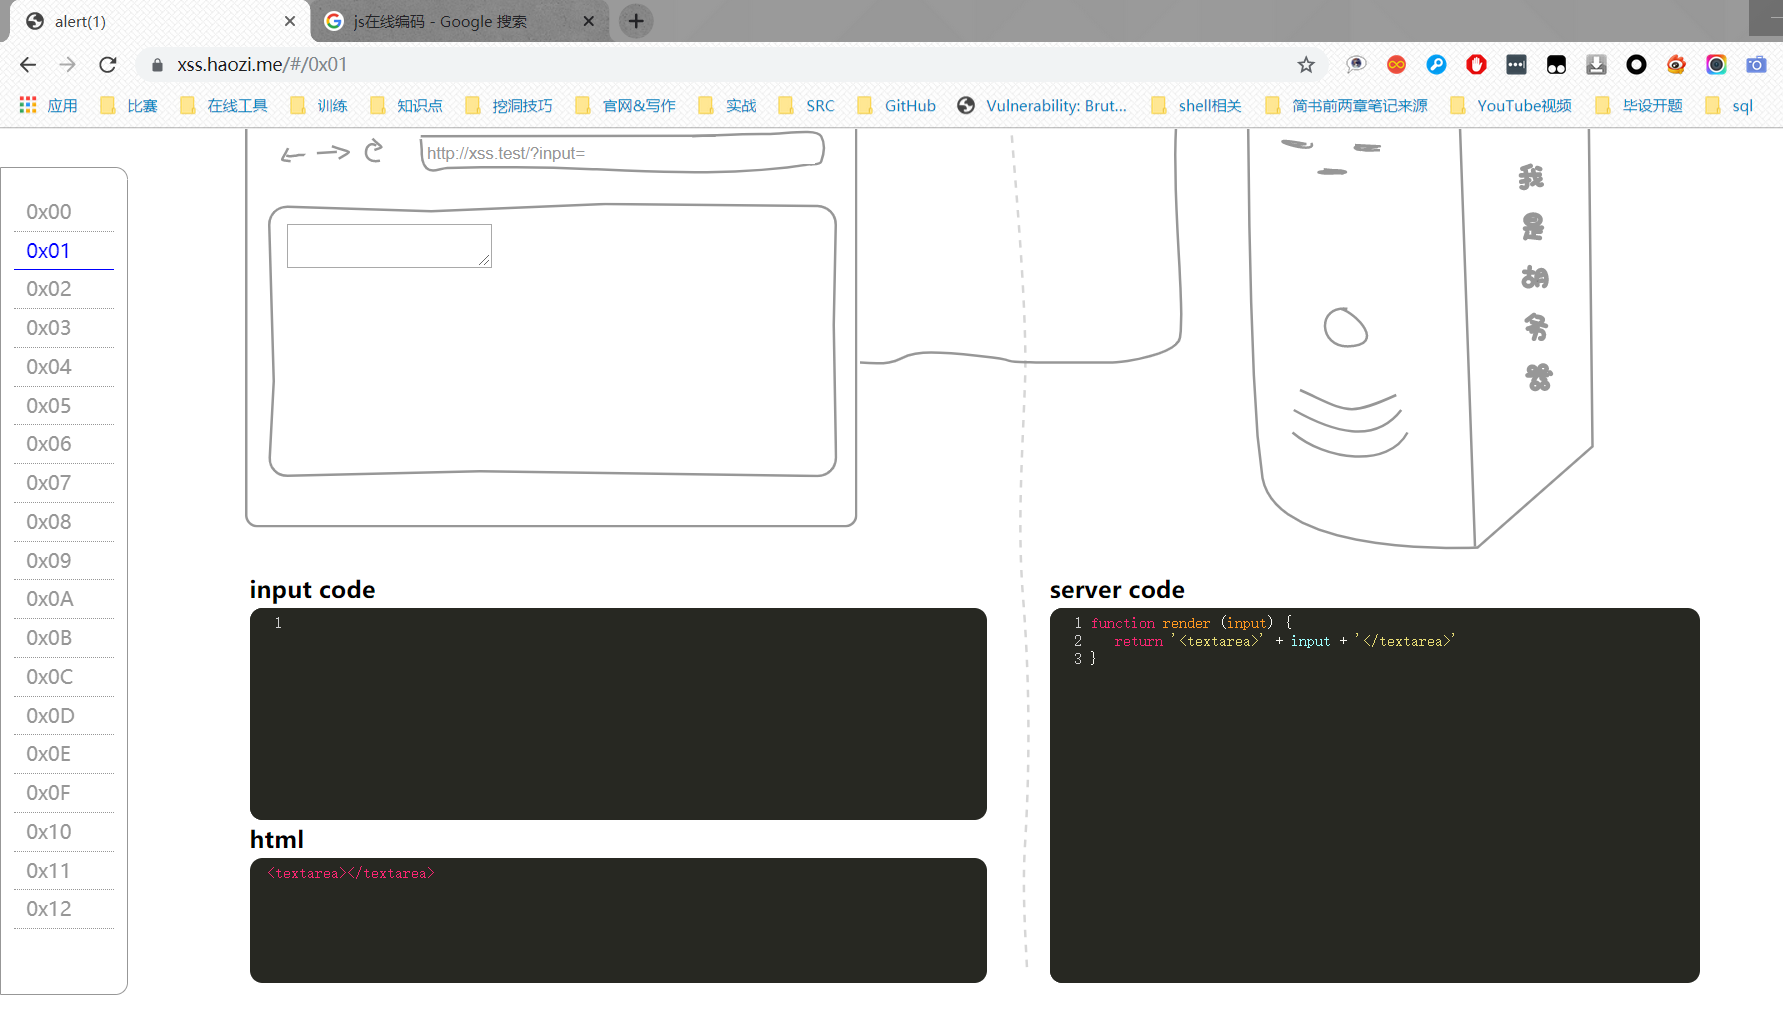 alert(1)
js在线编码 - Google 搜索
xss.haozi.me/#/0x01
应用 比赛 在线工具 训练 知识点 挖洞技巧 官网&写作 实战 SRC GitHub Vulnerability: Brut... shell相关 简书前两章笔记来源 YouTube视频 毕设开题 sql
http://xss.test/?input=
我
是
胡
务
器
0x00
0x01
0x02
0x03
0x04
0x05
0x06
0x07
0x08
0x09
0x0A
0x0B
0x0C
0x0D
0x0E
0x0F
0x10
0x11
0x12
input code
1
html
<textarea></textarea>
server code
1 function render (input) {
2 return '<textarea>' + input + '</textarea>'
3 }